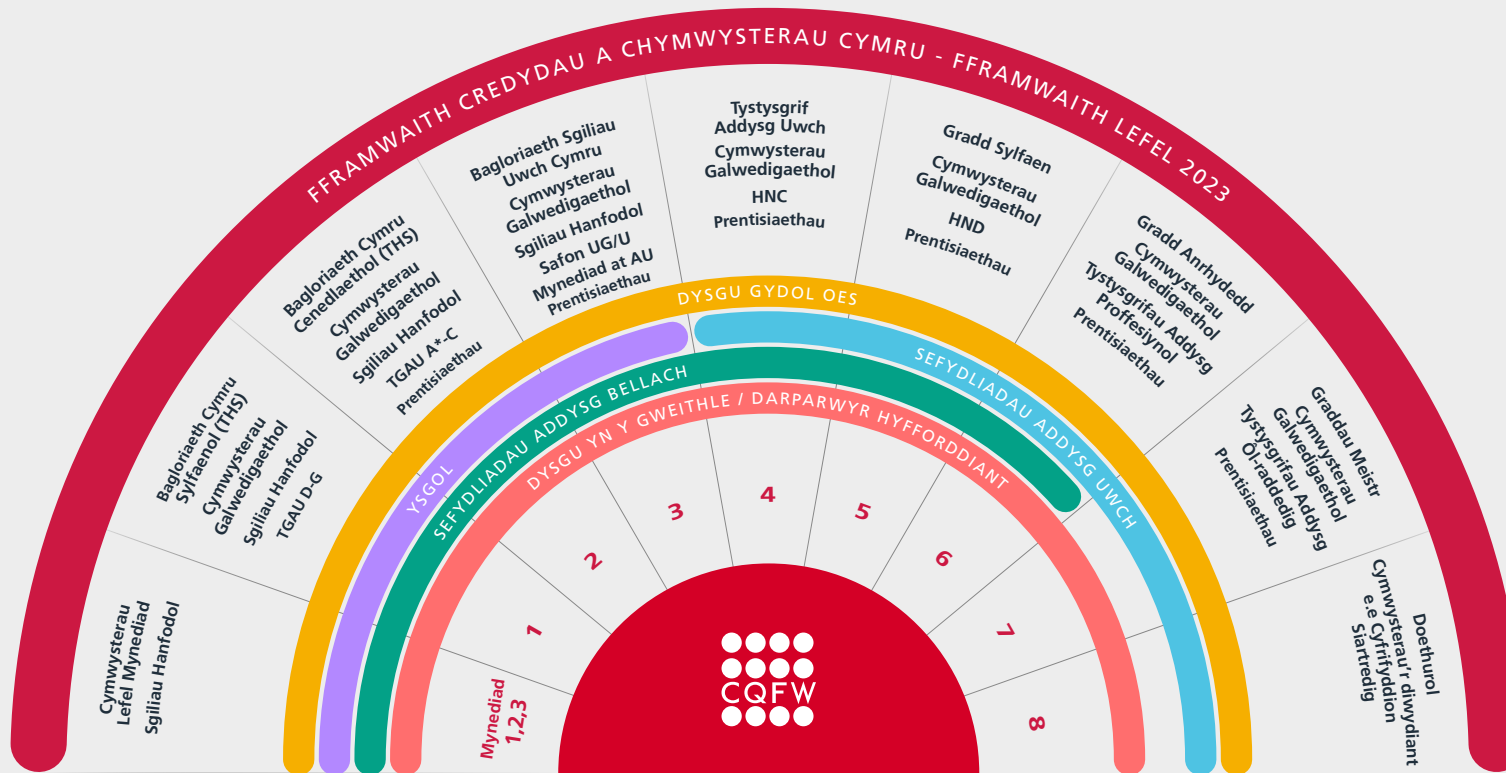 FFRAMWAITH CREDYDAU A CHYMWYSTERAU CYMRU - FFRAMWAITH LEFEL 2023
Cymwysterau
Lefel Mynediad
Sgiliau Hanfodol
Bagloriaeth Cymru
Sylfaenol (THS)
Cymwysterau
Galwedigaethol
Sgiliau Hanfodol
TGAU D-G
Bagloriaeth Cymru
Cenedlaethol (THS)
Cymwysterau
Galwedigaethol
Sgiliau Hanfodol
TGAU A*-C
Prentisiaethau
Bagloriaeth Sgiliau
Uwch Cymru
Cymwysterau
Galwedigaethol
Sgiliau Hanfodol
Safon UG/U
Mynediad at AU
Prentisiaethau
Tystysgrif
Addysg Uwch
Cymwysterau
Galwedigaethol
HNC
Prentisiaethau
Gradd Sylfaen
Cymwysterau
Galwedigaethol
HND
Prentisiaethau
Gradd Anrhydedd
Cymwysterau
Galwedigaethol
Tystysgrifau Addysg
Proffesiynol
Prentisiaethau
Graddau Meistr
Cymwysterau
Galwedigaethol
Tystysgrifau Addysg
Ôl-raddedig
Prentisiaethau
Doethurol
Cymwysterau'r diwydiant
e.e Cyfrifyddion
Siartredig
DYSGU GYDOL OES
YSGOL
SEFYDLIADAU ADDYSG UWCH
SEFYDLIADAU ADDYSG BELLACH
DYSGU YN Y GWEITHLE / DARPARWYR HYFFORDDIANT
Mynediad
1,2,3
1
2
3
4
5
6
7
8
CQFW